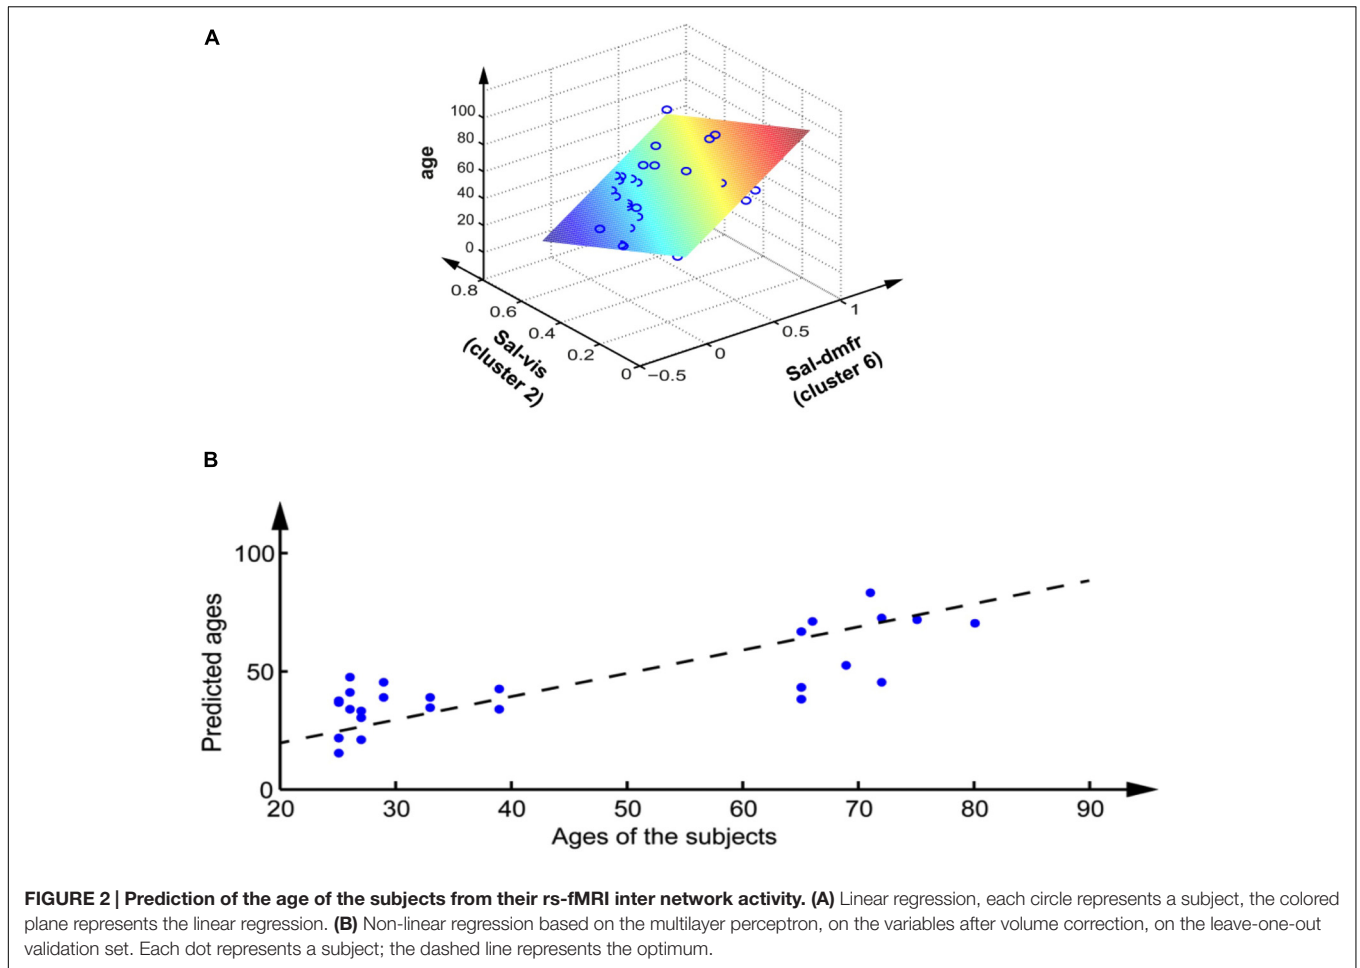 A
100
80
60
40
20
0
age
0.8
0.6
0.4
0.2
0
Sal-vis
(cluster 2)
−0.5
0
0.5
1
Sal-dmfr
(cluster 6)
B
100
50
0
Predicted ages
20 30 40 50 60 70 80 90
Ages of the subjects
FIGURE 2 | Prediction of the age of the subjects from their rs-fMRI inter network activity. (A) Linear regression, each circle represents a subject, the colored
plane represents the linear regression. (B) Non-linear regression based on the multilayer perceptron, on the variables after volume correction, on the leave-one-out
validation set. Each dot represents a subject; the dashed line represents the optimum.